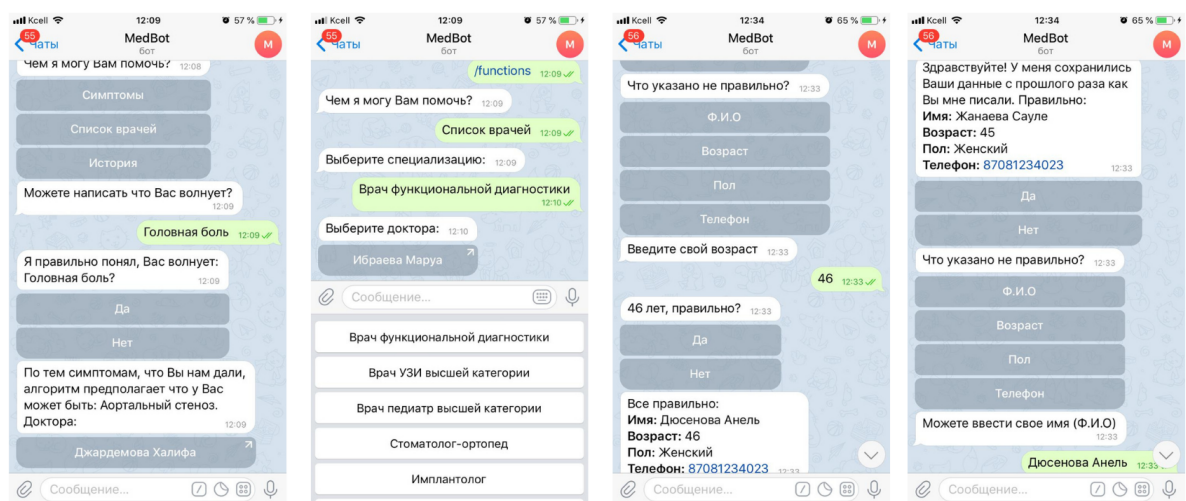 Kcell 12:09 57 %
55
Чаты
MedBot
бот
М
Чем я могу Вам помочь? 12:08
Симптомы
Список врачей
История
Можете написать что Вас волнует?
12:09
Головная боль 12:09
Я правильно понял, Вас волнует:
Головная боль? 12:09
Да
Нет
По тем симптомам, что Вы нам дали,
алгоритм предполагает что у Вас
может быть: Аортальный стеноз.
Доктора: 12:09
Джардемова Халифа
Сообщение...
Kcell 12:09 57 %
55
Чаты
MedBot
бот
М
/functions 12:09
Чем я могу Вам помочь? 12:09
Список врачей 12:09
Выберите специализацию: 12:09
Врач функциональной диагностики
12:10
Выберите доктора: 12:10
Ибраева Маруа
Сообщение...
Врач функциональной диагностики
Врач УЗИ высшей категории
Врач педиатр высшей категории
Стоматолог-ортопед
Имплантолог
Kcell 12:34 65 %
56
Чаты
MedBot
бот
М
Что указано не правильно? 12:33
Ф.И.О
Возраст
Пол
Телефон
Введите свой возраст 12:33
46 12:33
46 лет, правильно? 12:33
Да
Нет
Все правильно:
Имя: Дюсенова Анель
Возраст: 46
Пол: Женский
Телефон: 87081234023 12:33
Сообщение...
Kcell 12:34 65 %
56
Чаты
MedBot
бот
М
Здравствуйте! У меня сохранились
Ваши данные с прошлого раза как
Вы мне писали. Правильно:
Имя: Жанаева Сауле
Возраст: 45
Пол: Женский
Телефон: 87081234023 12:33
Да
Нет
Что указано не правильно? 12:33
Ф.И.О
Возраст
Пол
Телефон
Можете ввести свое имя (Ф.И.О)
12:33
Дюсенова Анель 12:33
Сообщение...